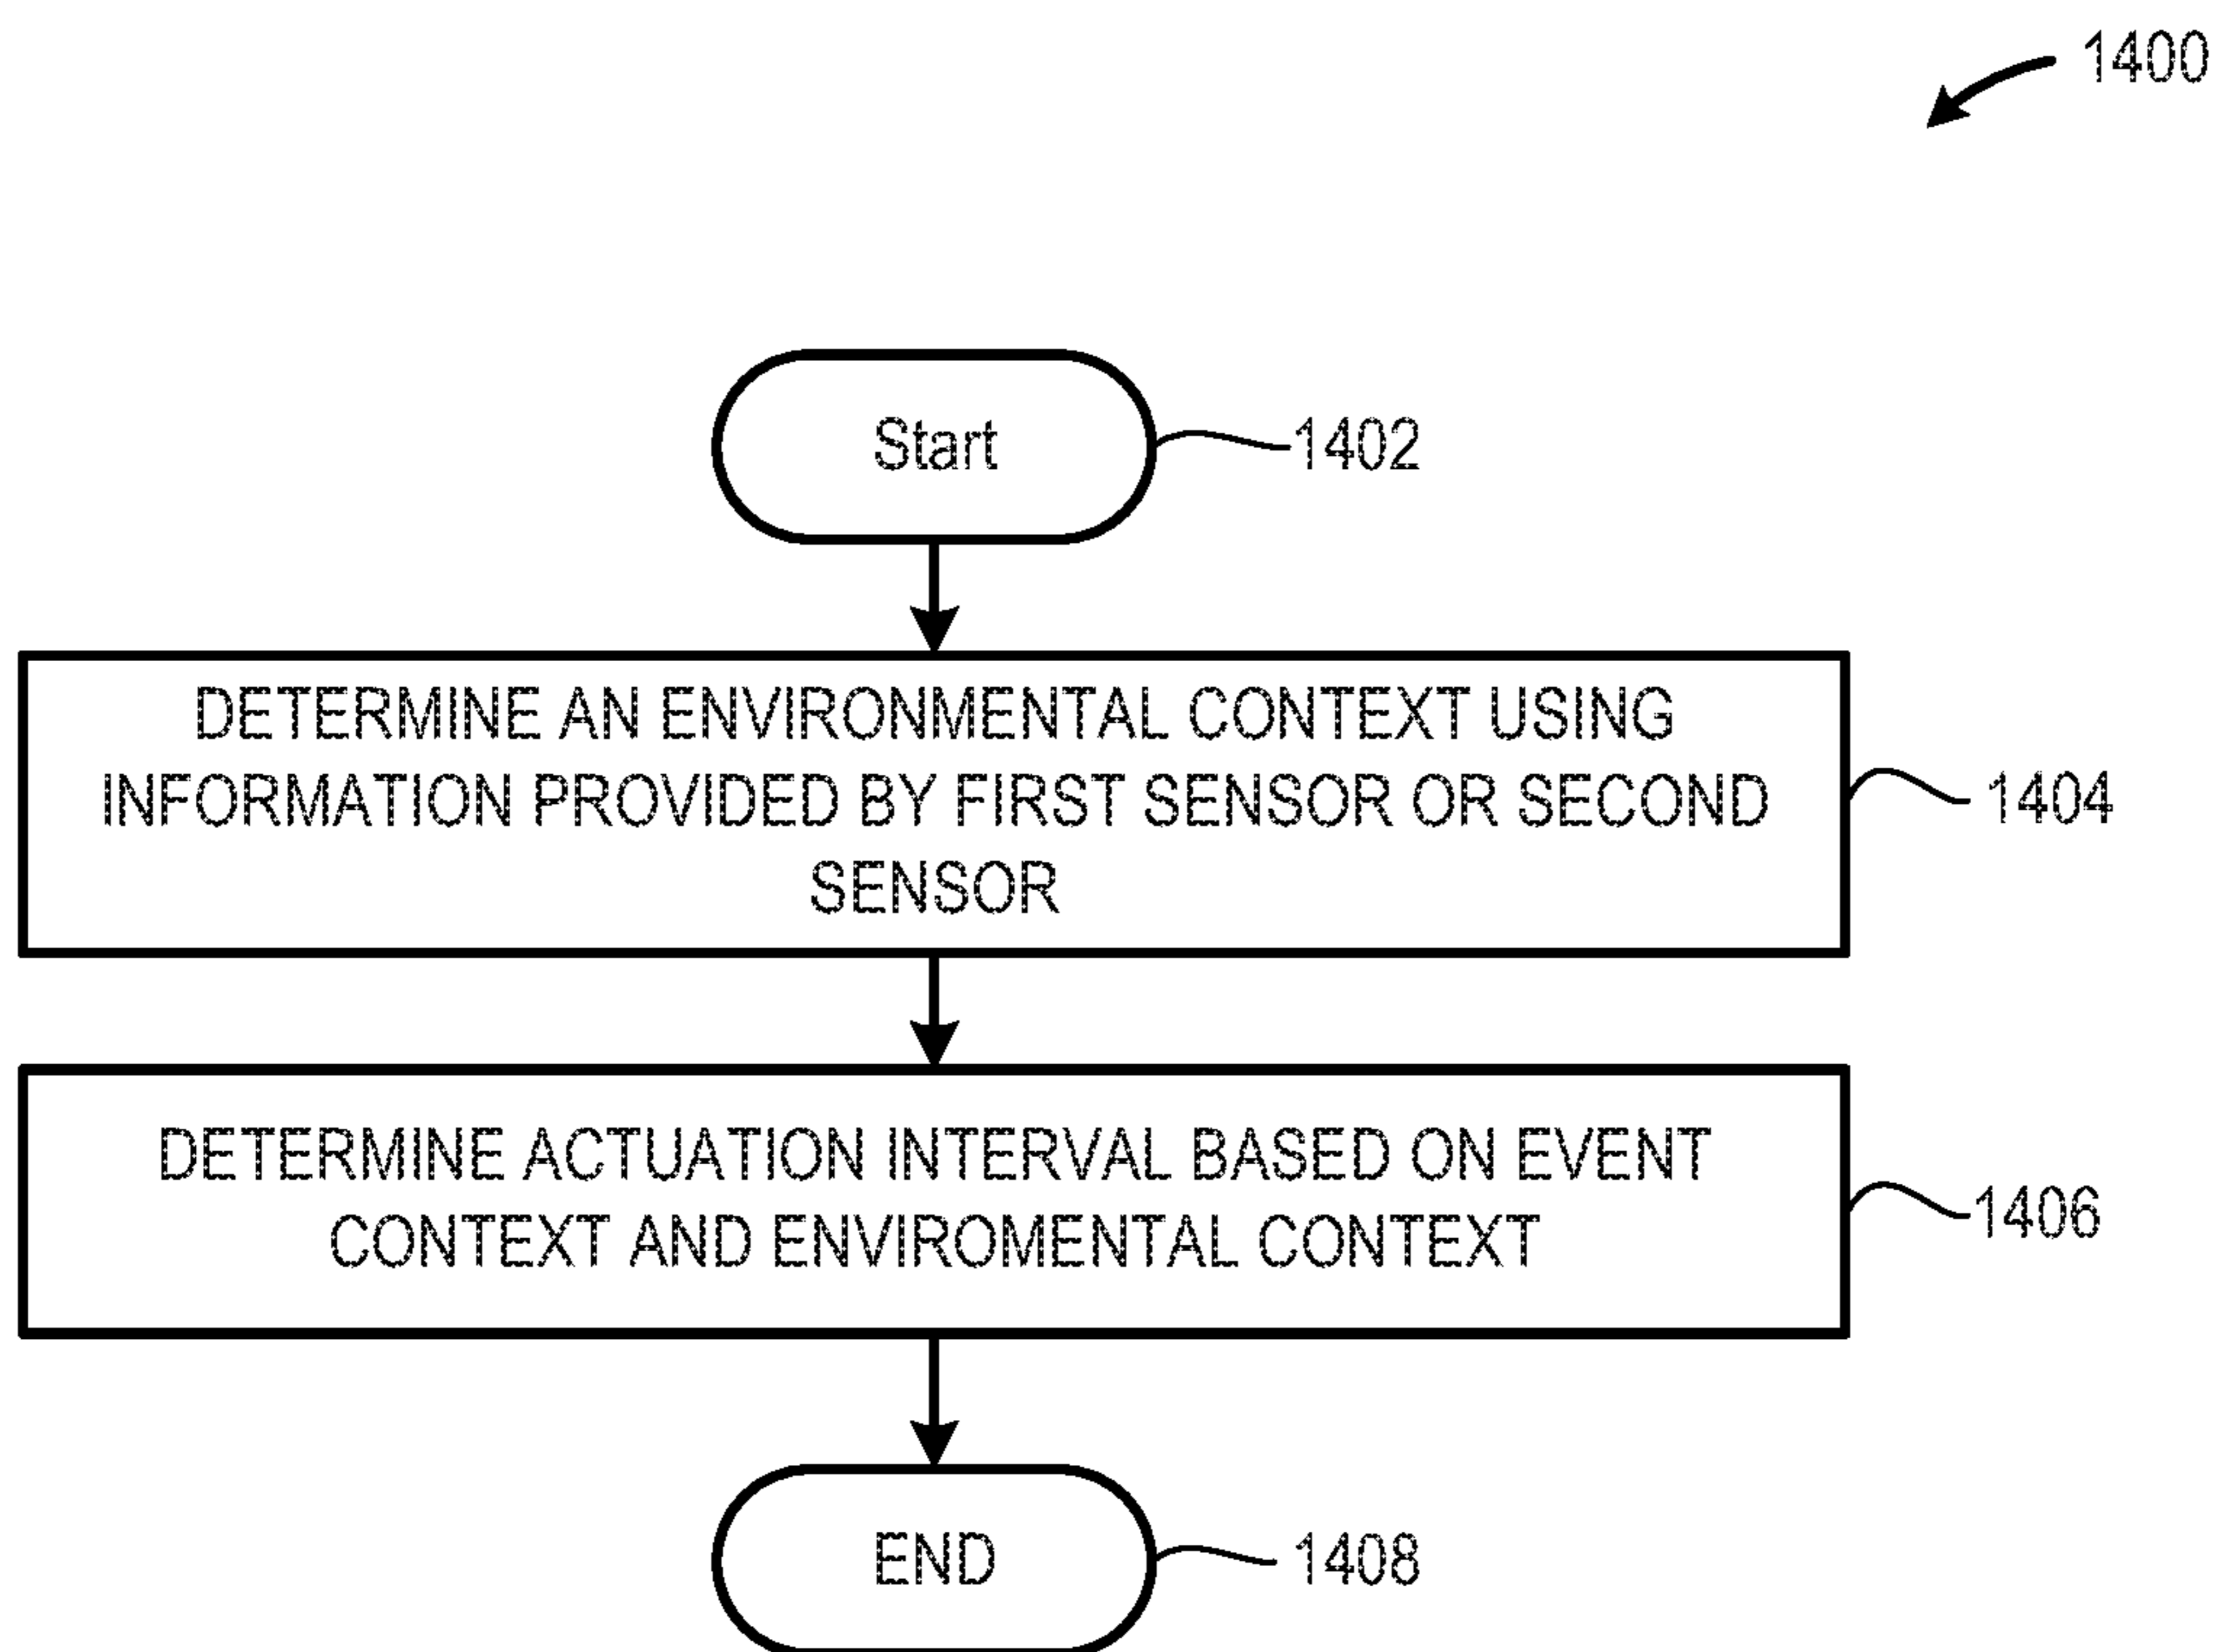 1400
Start
1402
DETERMINE AN ENVIRONMENTAL CONTEXT USING
INFORMATION PROVIDED BY FIRST SENSOR OR SECOND
SENSOR
1404
DETERMINE ACTUATION INTERVAL BASED ON EVENT
CONTEXT AND ENVIROMENTAL CONTEXT
1406
END
1408